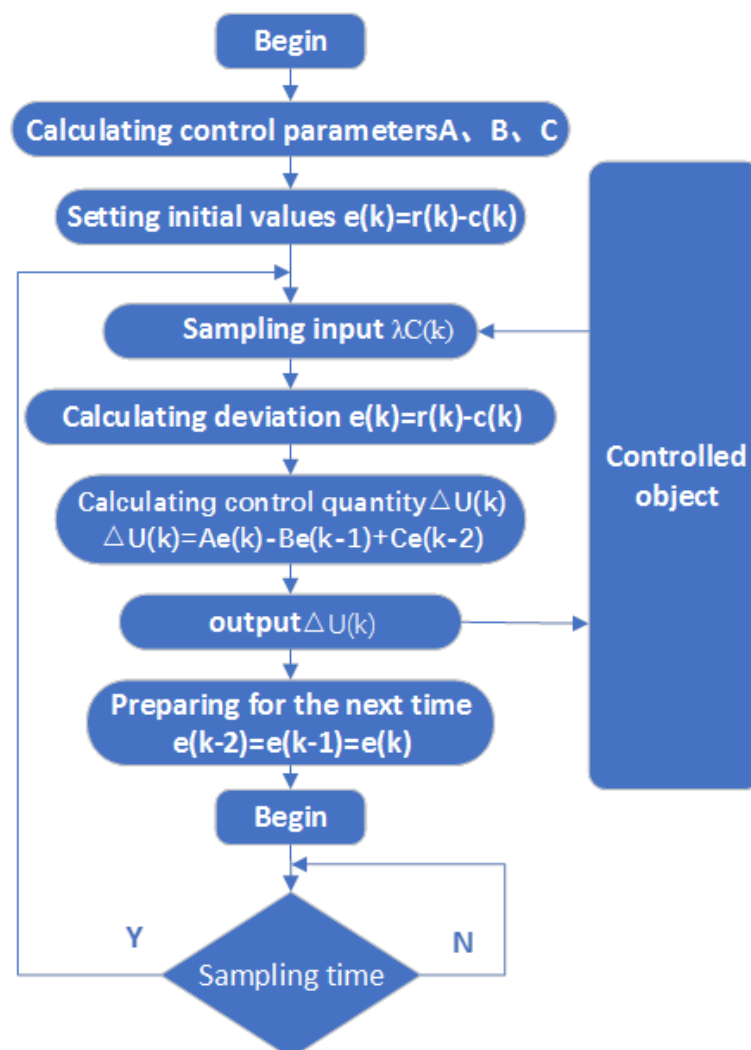 Begin
Calculating control parametersA、B、C
Setting initial values e(k)=r(k)-c(k)
Sampling input λC(k)
Calculating deviation e(k)=r(k)-c(k)
Calculating control quantity△U(k)
△U(k)=Ae(k)-Be(k-1)+Ce(k-2)
output△U(k)
Preparing for the next time
e(k-2)=e(k-1)=e(k)
Begin
Y
N
Sampling time
Controlled
object